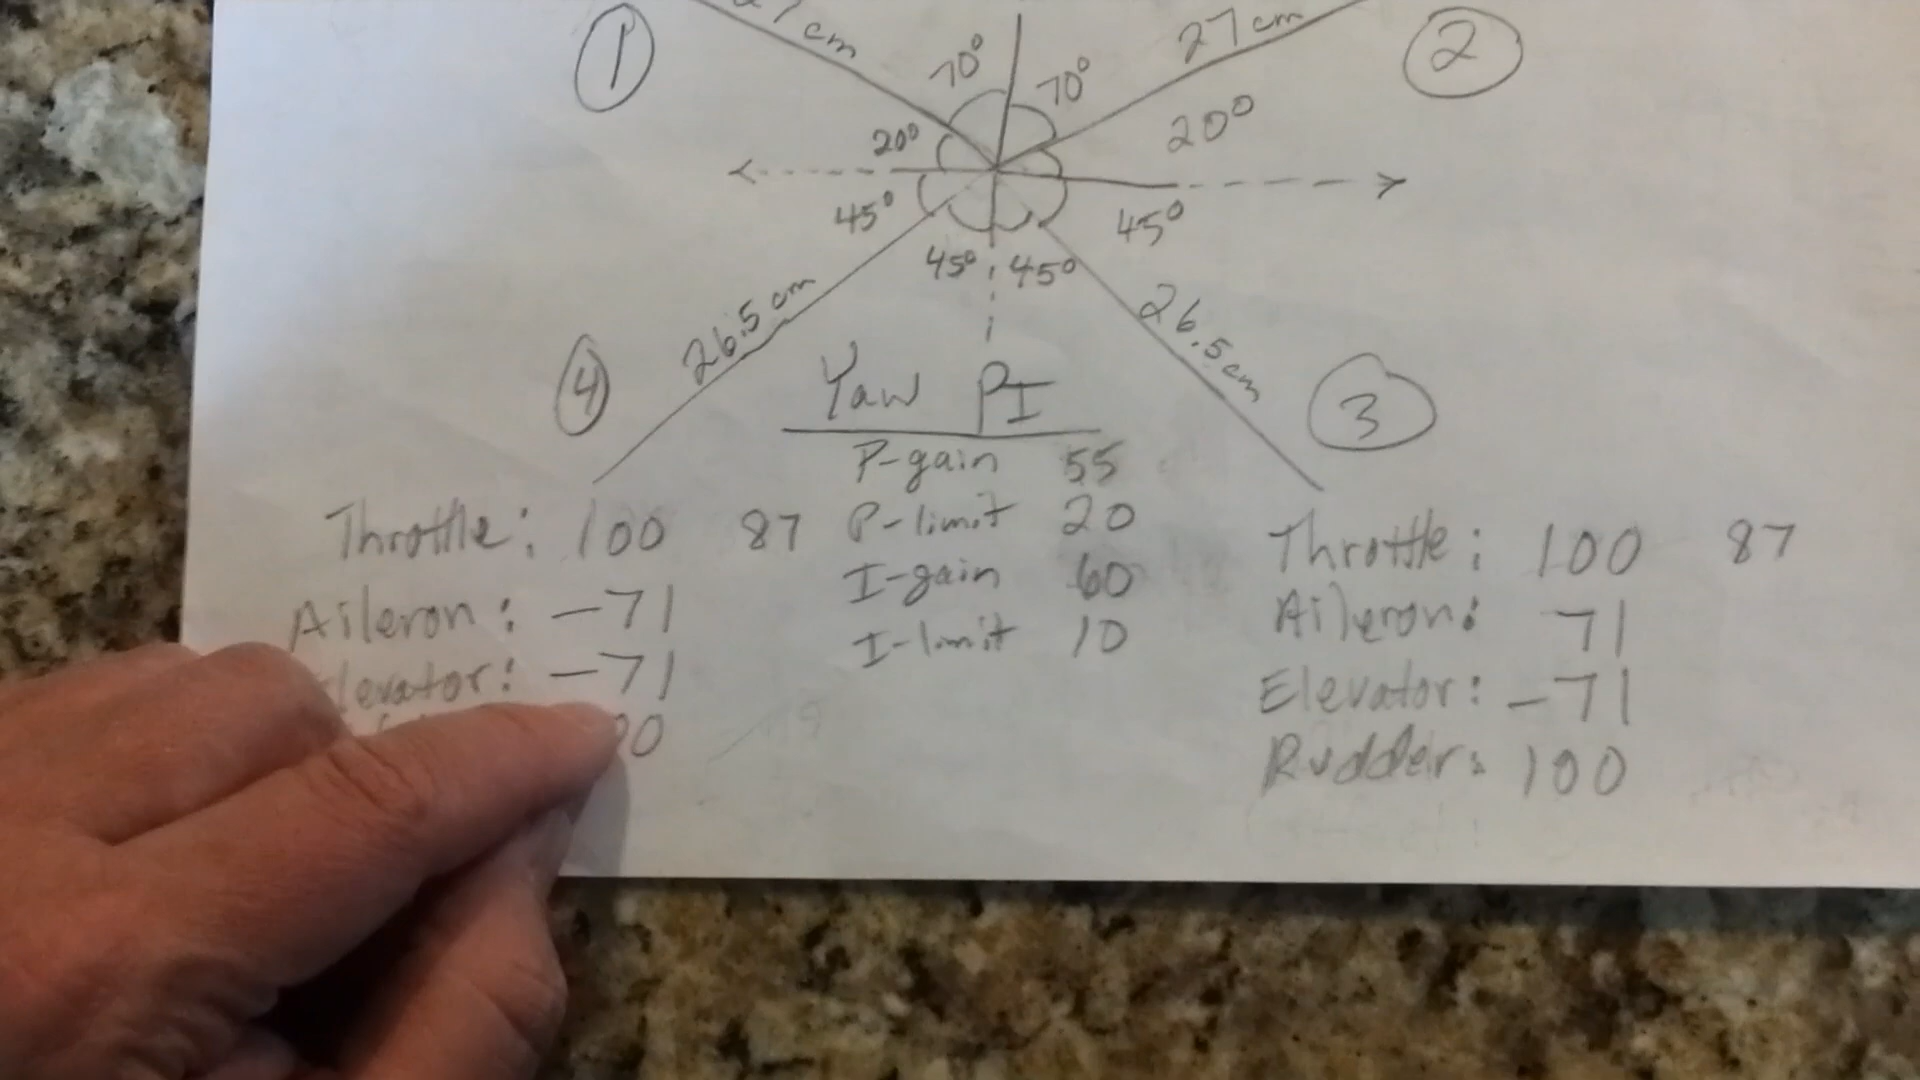 27 cm
27 cm
1
2
70°
70°
20°
20°
45°
45°
45°
45°
26.5 cm
26.5 cm
4
3
Yaw PI
P-gain 55
P-limit 20
I-gain 60
I-limit 10
Throttle: 100 87
Aileron: -71
Elevator: -71
00
Throttle: 100 87
Aileron: 71
Elevator: -71
Rudder: 100